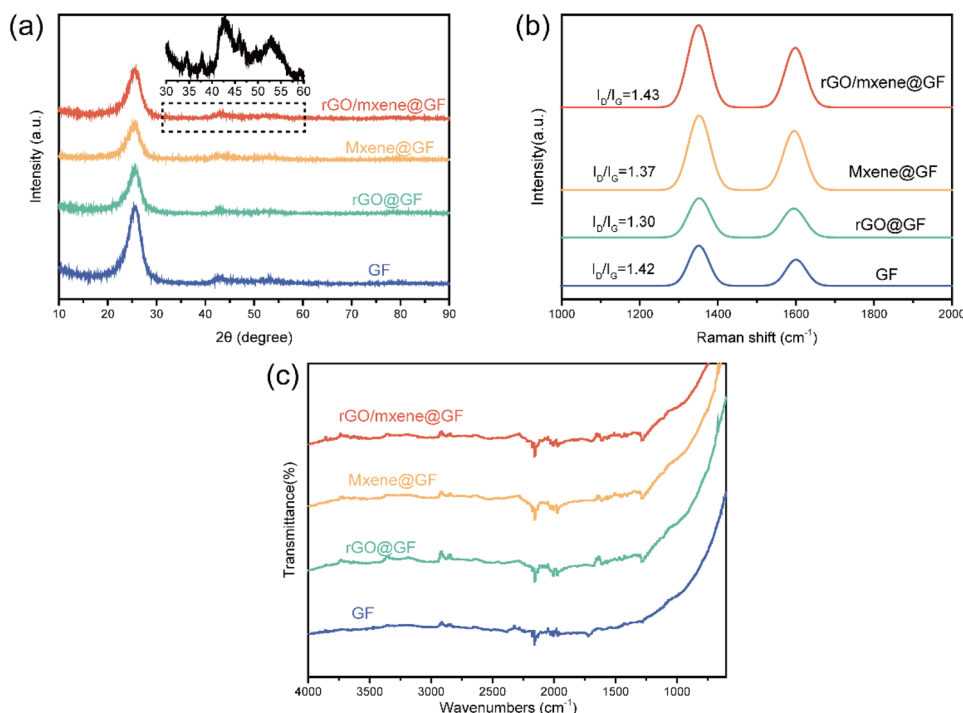 (a)
30 35 40 45 50 55 60
rGO/mxene@GF
Mxene@GF
rGO@GF
GF
Intensity (a.u.)
10 20 30 40 50 60 70 80 90
2θ (degree)
(b)
I_D/I_G=1.43
rGO/mxene@GF
I_D/I_G=1.37
Mxene@GF
I_D/I_G=1.30
rGO@GF
I_D/I_G=1.42
GF
Intensity(a.u.)
1000 1200 1400 1600 1800 2000
Raman shift (cm⁻¹)
(c)
rGO/mxene@GF
Mxene@GF
rGO@GF
GF
Transmittance(%)
4000 3500 3000 2500 2000 1500 1000
Wavenumbers (cm⁻¹)